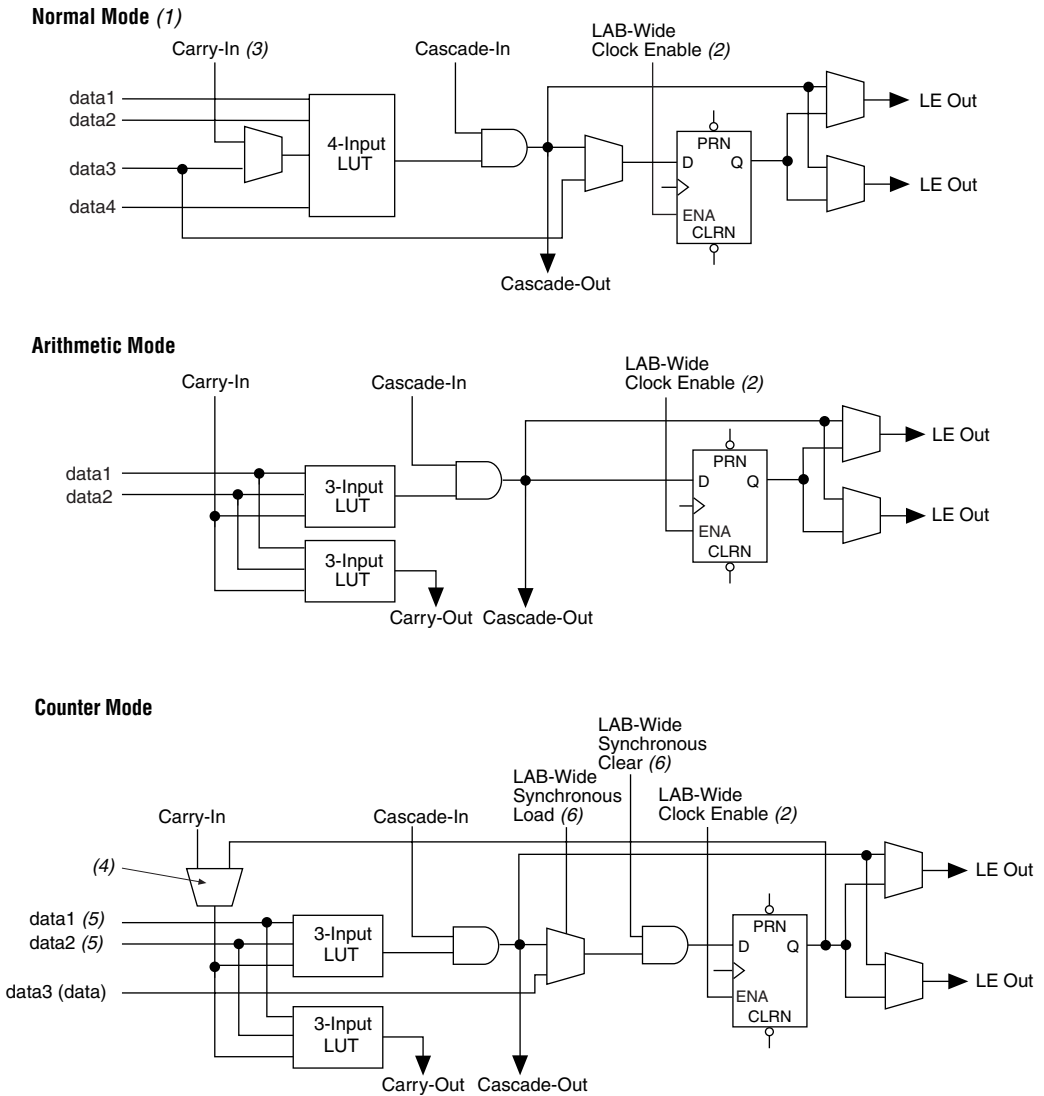 Normal Mode (1)
Carry-In (3)
Cascade-In
LAB-Wide
Clock Enable (2)
data1
data2
data3
data4
4-Input
LUT
PRN
D
Q
ENA
CLRN
LE Out
LE Out
Cascade-Out
Arithmetic Mode
Carry-In
Cascade-In
LAB-Wide
Clock Enable (2)
data1
data2
3-Input
LUT
3-Input
LUT
PRN
D
Q
ENA
CLRN
LE Out
LE Out
Carry-Out
Cascade-Out
Counter Mode
Carry-In
Cascade-In
LAB-Wide
Synchronous
Load (6)
LAB-Wide
Synchronous
Clear (6)
LAB-Wide
Clock Enable (2)
(4)
data1 (5)
data2 (5)
data3 (data)
3-Input
LUT
3-Input
LUT
PRN
D
Q
ENA
CLRN
LE Out
LE Out
Carry-Out
Cascade-Out